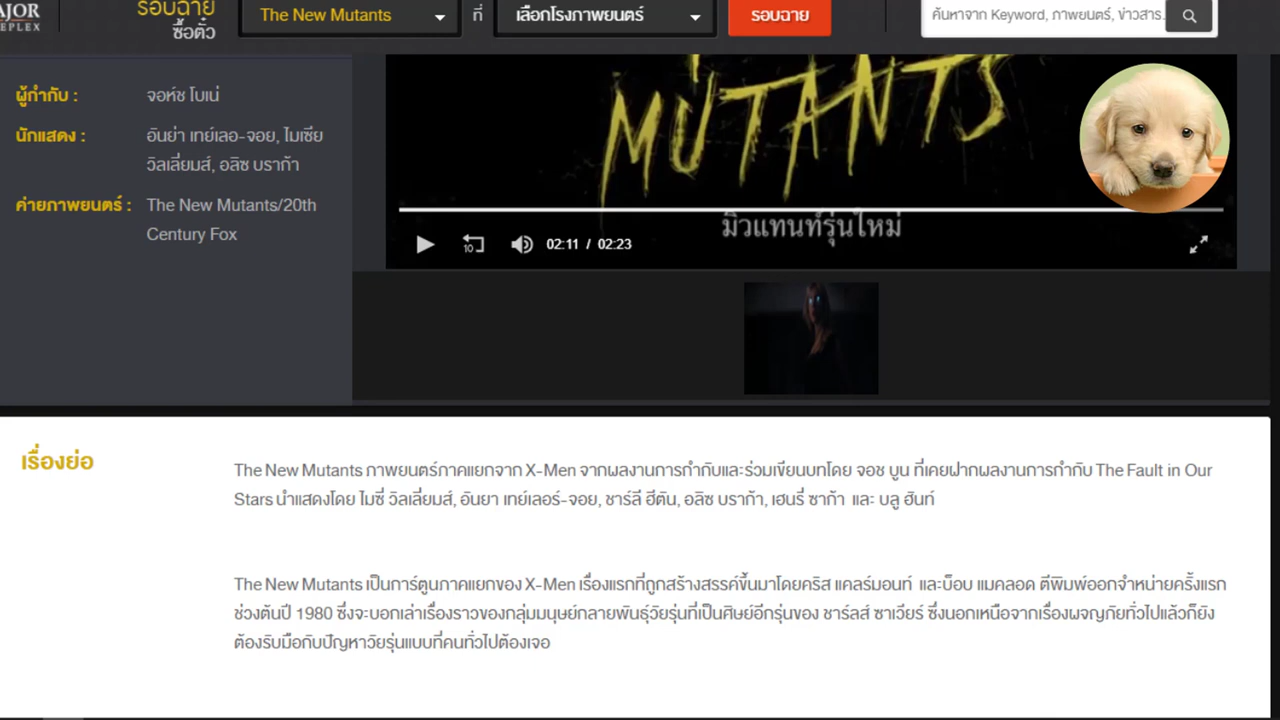 AJOR
EPLEX
รอบฉาย
ซื้อตั๋ว
The New Mutants
ที่
เลือกโรงภาพยนตร์
รอบฉาย
ค้นหาจาก Keyword, ภาพยนตร์, ข่าวสาร.
ผู้กำกับ :
จอห์ช โบเน่
นักแสดง :
อันย่า เทย์เลอ-จอย, ไมเซีย
วิลเลี่ยมส์, อลิซ บราก้า
ค่ายภาพยนตร์ :
The New Mutants/20th
Century Fox
MUTANTS
มิวแทนท์รุ่นใหม่
10
02:11 / 02:23
เรื่องย่อ
The New Mutants ภาพยนตร์ภาคแยกจาก X-Men จากผลงานการกำกับและร่วมเขียนบทโดย จอช บูน ที่เคยฝากผลงานการกำกับ The Fault in Our
Stars นำแสดงโดย ไมซี่ วิลเลี่ยมส์, อันยา เทย์เลอร์-จอย, ชาร์ลี ฮีตัน, อลิซ บราก้า, เฮนรี่ ซาก้า และ บลู ฮันท์
The New Mutants เป็นการ์ตูนภาคแยกของ X-Men เรื่องแรกที่ถูกสร้างสรรค์ขึ้นมาโดยคริส แคลร์มอนท์ และบ็อบ แมคลอด ตีพิมพ์ออกจำหน่ายครั้งแรก
ช่วงต้นปี 1980 ซึ่งจะบอกเล่าเรื่องราวของกลุ่มมนุษย์กลายพันธุ์วัยรุ่นที่เป็นศิษย์อีกรุ่นของ ชาร์ลส์ ซาเวียร์ ซึ่งนอกเหนือจากเรื่องผจญภัยทั่วไปแล้วก็ยัง
ต้องรับมือกับปัญหาวัยรุ่นแบบที่คนทั่วไปต้องเจอ